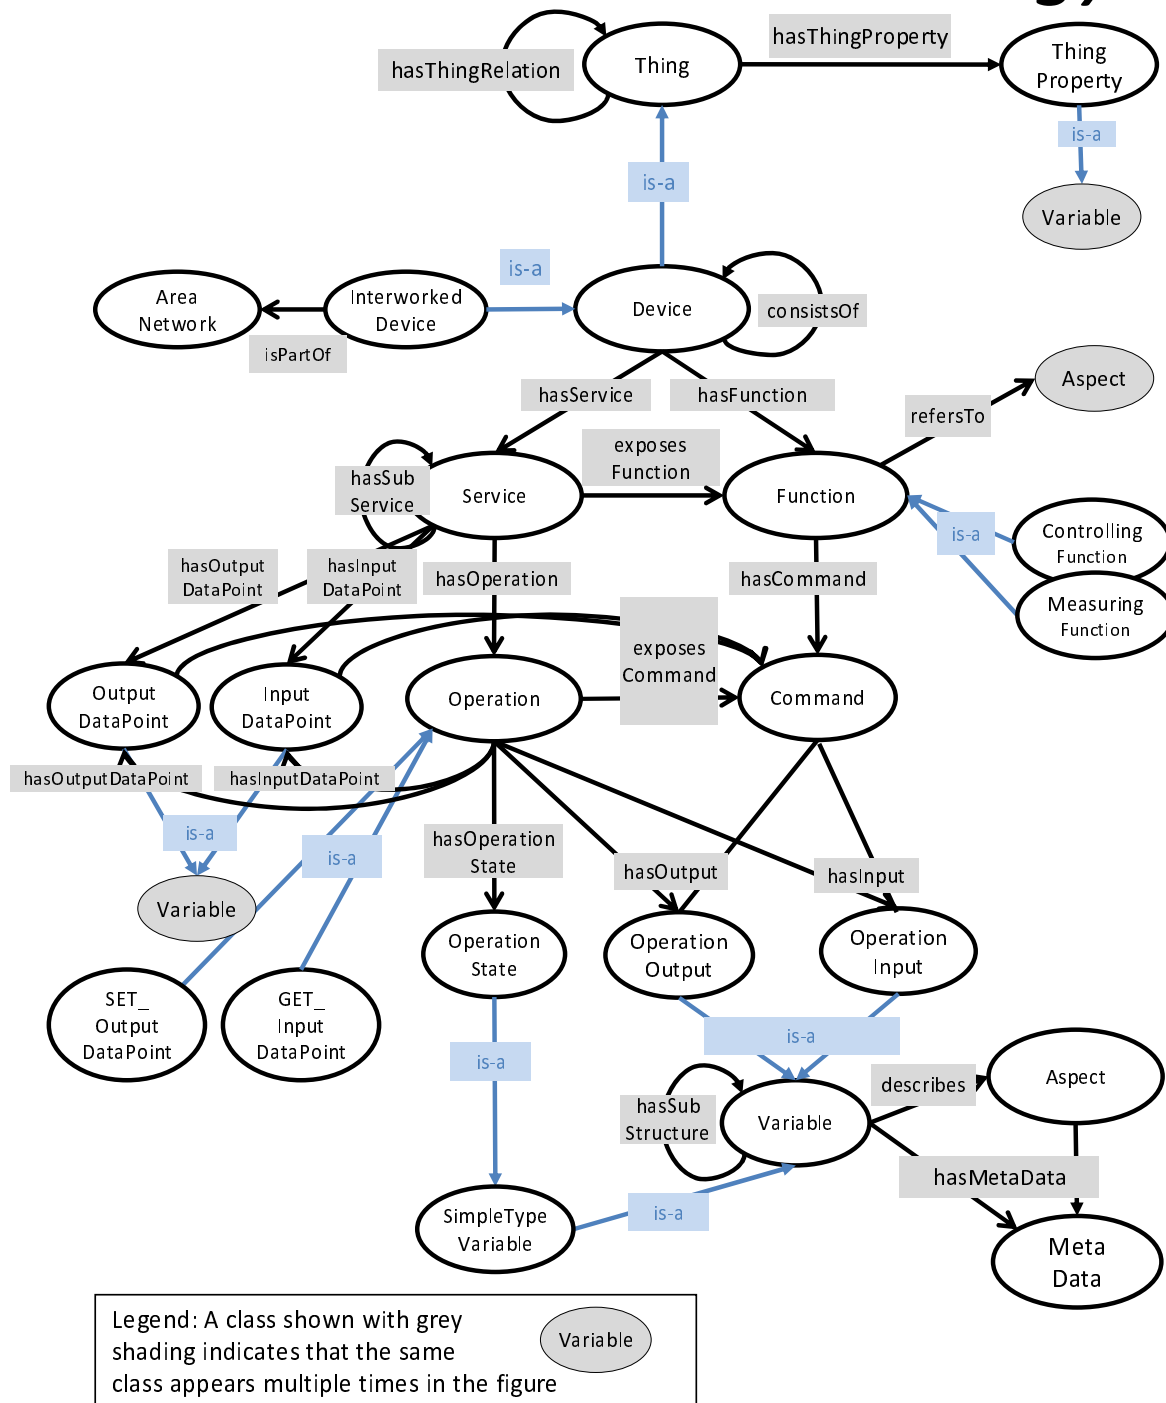 hasThingProperty
hasThingRelation
Thing
Thing
Property
is-a
is-a
Variable
is-a
Area
Network
Interworked
Device
Device
consistsOf
isPartOf
Aspect
hasService
hasFunction
refersTo
exposes
Function
hasSub
Service
Service
Function
is-a
Controlling
Function
hasOutput
DataPoint
hasInput
DataPoint
hasOperation
hasCommand
Measuring
Function
exposes
Command
Output
DataPoint
Input
DataPoint
Operation
Command
hasOutputDataPoint
hasInputDataPoint
is-a
is-a
hasOperation
State
hasOutput
hasInput
Variable
Operation
State
Operation
Output
Operation
Input
SET_
Output
DataPoint
GET_
Input
DataPoint
is-a
is-a
describes
Aspect
hasSub
Structure
Variable
hasMetaData
SimpleType
Variable
is-a
Meta
Data
Legend: A class shown with grey
shading indicates that the same
class appears multiple times in the figure
Variable